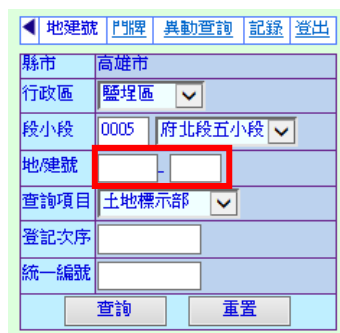 ◀ 地建號 門牌 異動查詢 記錄 登出
縣市 高雄市
行政區 鹽埕區
段小段 0005 府北段五小段
地/建號 -
查詢項目 土地標示部
登記次序
統一編號
查詢 重置